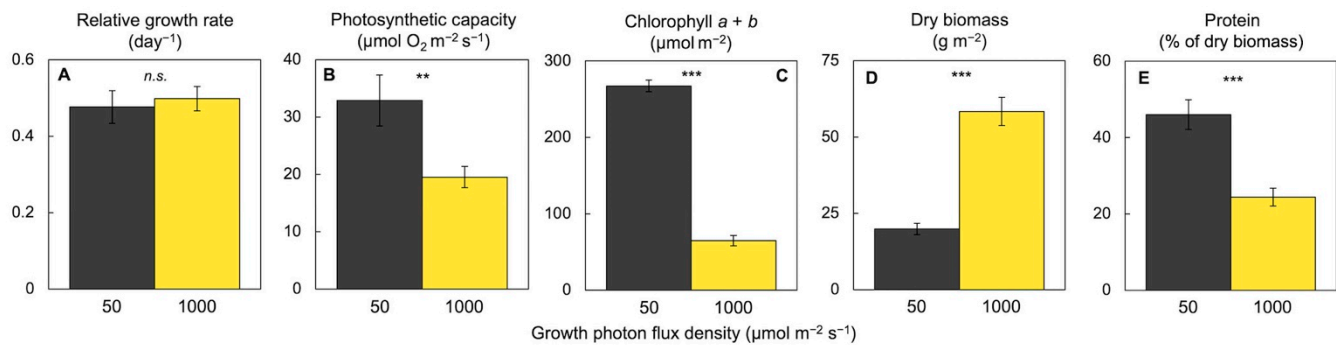 Relative growth rate
(day⁻¹)
A
n.s.
0.6
0.4
0.2
0
50 1000
Photosynthetic capacity
(µmol O₂ m⁻² s⁻¹)
B
**
40
30
20
10
0
50 1000
Chlorophyll a + b
(µmol m⁻²)
***
C
300
200
100
0
50 1000
Dry biomass
(g m⁻²)
D
***
75
50
25
0
50 1000
Protein
(% of dry biomass)
E
***
60
40
20
0
50 1000
Growth photon flux density (µmol m⁻² s⁻¹)